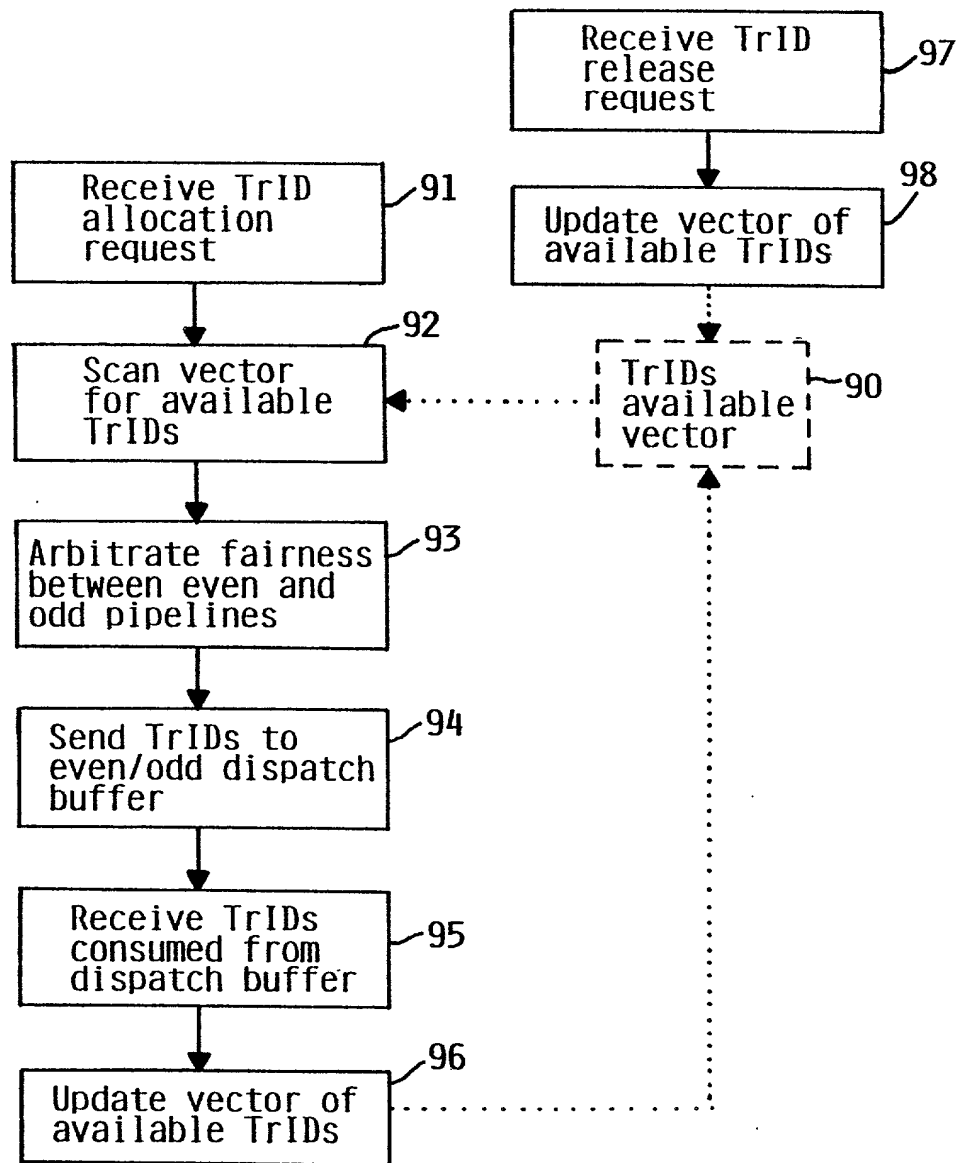 Receive TrID
release
request
97
Receive TrID
allocation
request
91
Update vector of
available TrIDs
98
Scan vector
for available
TrIDs
92
TrIDs
available
vector
90
Arbitrate fairness
between even and
odd pipelines
93
Send TrIDs to
even/odd dispatch
buffer
94
Receive TrIDs
consumed from
dispatch buffer
95
Update vector of
available TrIDs
96